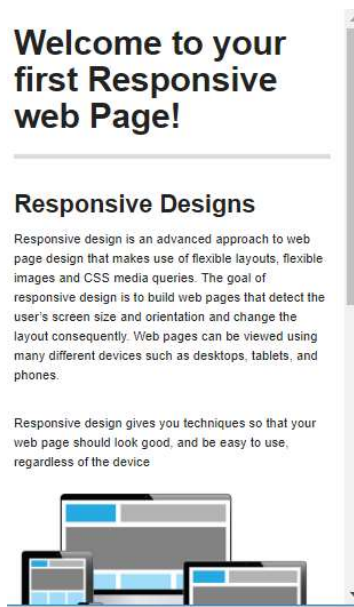 Welcome to your
first Responsive
web Page!
Responsive Designs
Responsive design is an advanced approach to web
page design that makes use of flexible layouts, flexible
images and CSS media queries. The goal of
responsive design is to build web pages that detect the
user's screen size and orientation and change the
layout consequently. Web pages can be viewed using
many different devices such as desktops, tablets, and
phones.
Responsive design gives you techniques so that your
web page should look good, and be easy to use,
regardless of the device